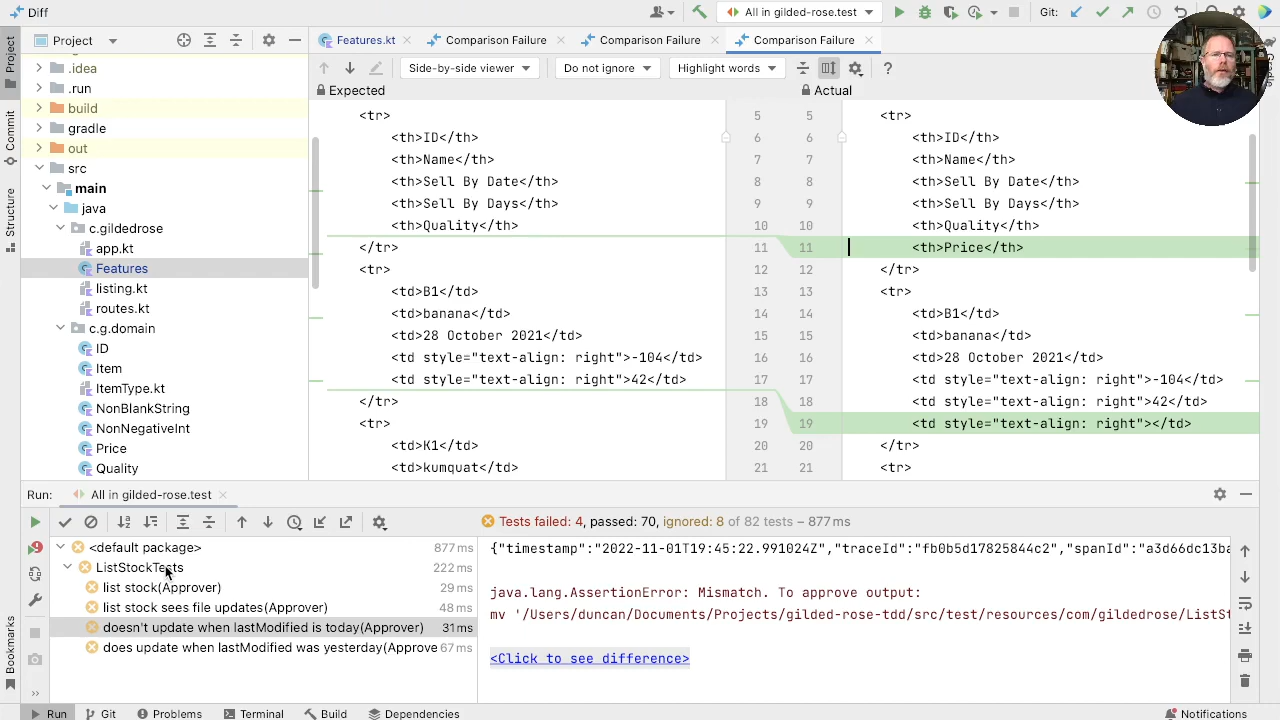 Diff
All in gilded-rose.test
Git:
Project
Features.kt
Comparison Failure
Comparison Failure
Comparison Failure
Side-by-side viewer
Do not ignore
Highlight words
?
Expected
Actual
Project
Commit
Structure
Bookmarks
.idea
.run
build
gradle
out
src
main
java
c.gildedrose
app.kt
Features
listing.kt
routes.kt
c.g.domain
ID
Item
ItemType.kt
NonBlankString
NonNegativeInt
Price
Quality
<tr>
<th>ID</th>
<th>Name</th>
<th>Sell By Date</th>
<th>Sell By Days</th>
<th>Quality</th>
</tr>
<tr>
<td>B1</td>
<td>banana</td>
<td>28 October 2021</td>
<td style="text-align: right">-104</td>
<td style="text-align: right">42</td>
</tr>
<tr>
<td>K1</td>
<td>kumquat</td>
5 5
6 6
7 7
8 8
9 9
10 10
11 11
12 12
13 13
14 14
15 15
16 16
17 17
18 18
19 19
20 20
21 21
<tr>
<th>ID</th>
<th>Name</th>
<th>Sell By Date</th>
<th>Sell By Days</th>
<th>Quality</th>
<th>Price</th>
</tr>
<tr>
<td>B1</td>
<td>banana</td>
<td>28 October 2021</td>
<td style="text-align: right">-104</td>
<td style="text-align: right">42</td>
<td style="text-align: right"></td>
</tr>
<tr>
Run: All in gilded-rose.test
Tests failed: 4, passed: 70, ignored: 8 of 82 tests – 877 ms
<default package> 877 ms
ListStockTests 222 ms
list stock(Approver) 29 ms
list stock sees file updates(Approver) 48 ms
doesn't update when lastModified is today(Approver) 31 ms
does update when lastModified was yesterday(Approve 67 ms
{"timestamp":"2022-11-01T19:45:22.991024Z","traceId":"fb0b5d17825844c2","spanId":"a3d66dc13ba
java.lang.AssertionError: Mismatch. To approve output:
mv '/Users/duncan/Documents/Projects/gilded-rose-tdd/src/test/resources/com/gildedrose/ListSt
<Click to see difference>
Run
Git
Problems
Terminal
Build
Dependencies
Notifications